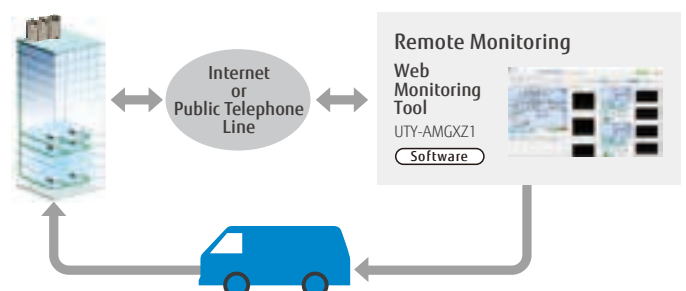 Internet
or
Public Telephone
Line
Remote Monitoring
Web
Monitoring
Tool
UTY-AMGXZ1
Software